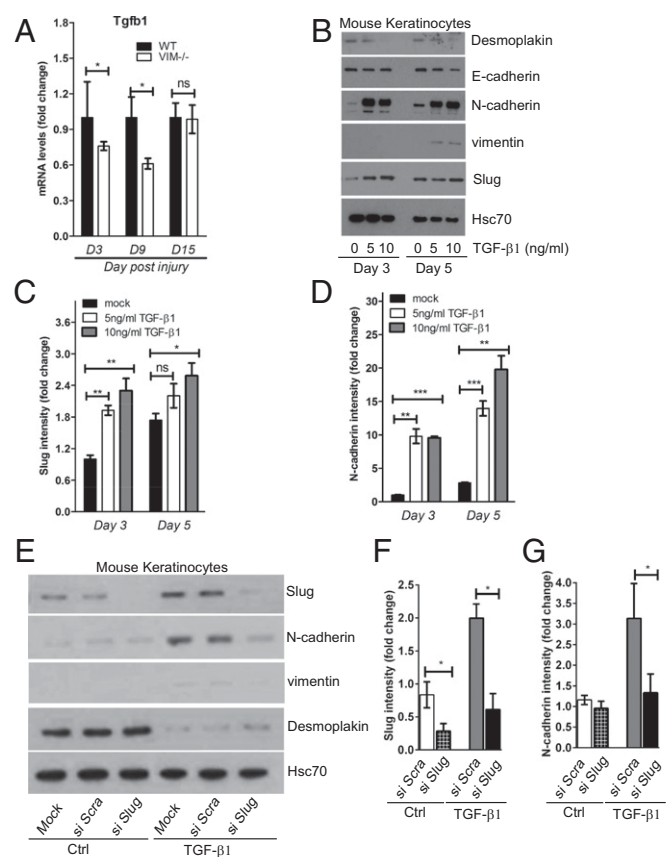 A
Tgfb1
mRNA levels (fold change)
1.8
1.5
1.2
0.9
0.6
0.3
0.0
WT
VIM-/-
*
*
ns
D3 D9 D15
Day post injury
B
Mouse Keratinocytes
Desmoplakin
E-cadherin
N-cadherin
vimentin
Slug
Hsc70
0 5 10 0 5 10 TGF-β1 (ng/ml)
Day 3 Day 5
C
Slug intensity (fold change)
3.6
3.0
2.4
1.8
1.2
0.6
0.0
mock
5ng/ml TGF-β1
10ng/ml TGF-β1
**
**
*
ns
Day 3 Day 5
D
N-cadherin intensity (fold change)
30
25
20
15
10
5
0
mock
5ng/ml TGF-β1
10ng/ml TGF-β1
***
**
**
***
Day 3 Day 5
E
Mouse Keratinocytes
Slug
N-cadherin
vimentin
Desmoplakin
Hsc70
Mock si Scra si Slug Mock si Scra si Slug
Ctrl TGF-β1
F
Slug intensity (fold change)
2.5
2.0
1.5
1.0
0.5
0.0
*
*
si Scra si Slug si Scra si Slug
Ctrl TGF-β1
G
N-cadherin intensity (fold change)
4.0
3.5
3.0
2.5
2.0
1.5
1.0
0.5
0.0
*
si Scra si Slug si Scra si Slug
Ctrl TGF-β1